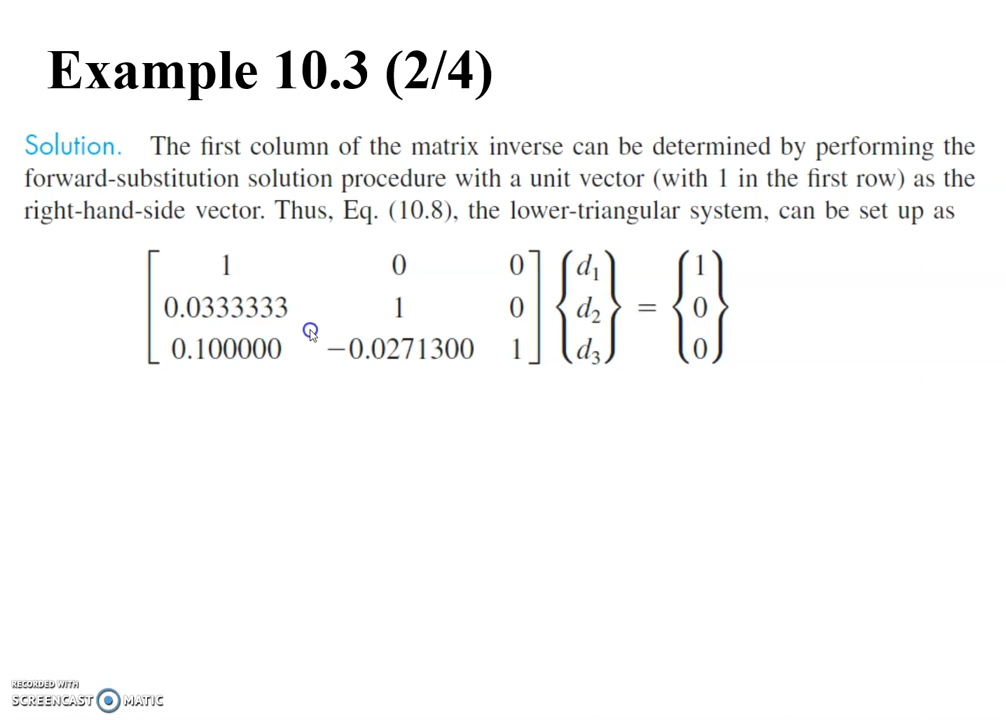 Example 10.3 (2/4)
Solution. The first column of the matrix inverse can be determined by performing the
forward-substitution solution procedure with a unit vector (with 1 in the first row) as the
right-hand-side vector. Thus, Eq. (10.8), the lower-triangular system, can be set up as
[ 1 0 0 ] { d₁ } { 1 }
[ 0.0333333 1 0 ] { d₂ } = { 0 }
[ 0.100000 −0.0271300 1 ] { d₃ } { 0 }
RECORDED WITH
SCREENCAST MATIC